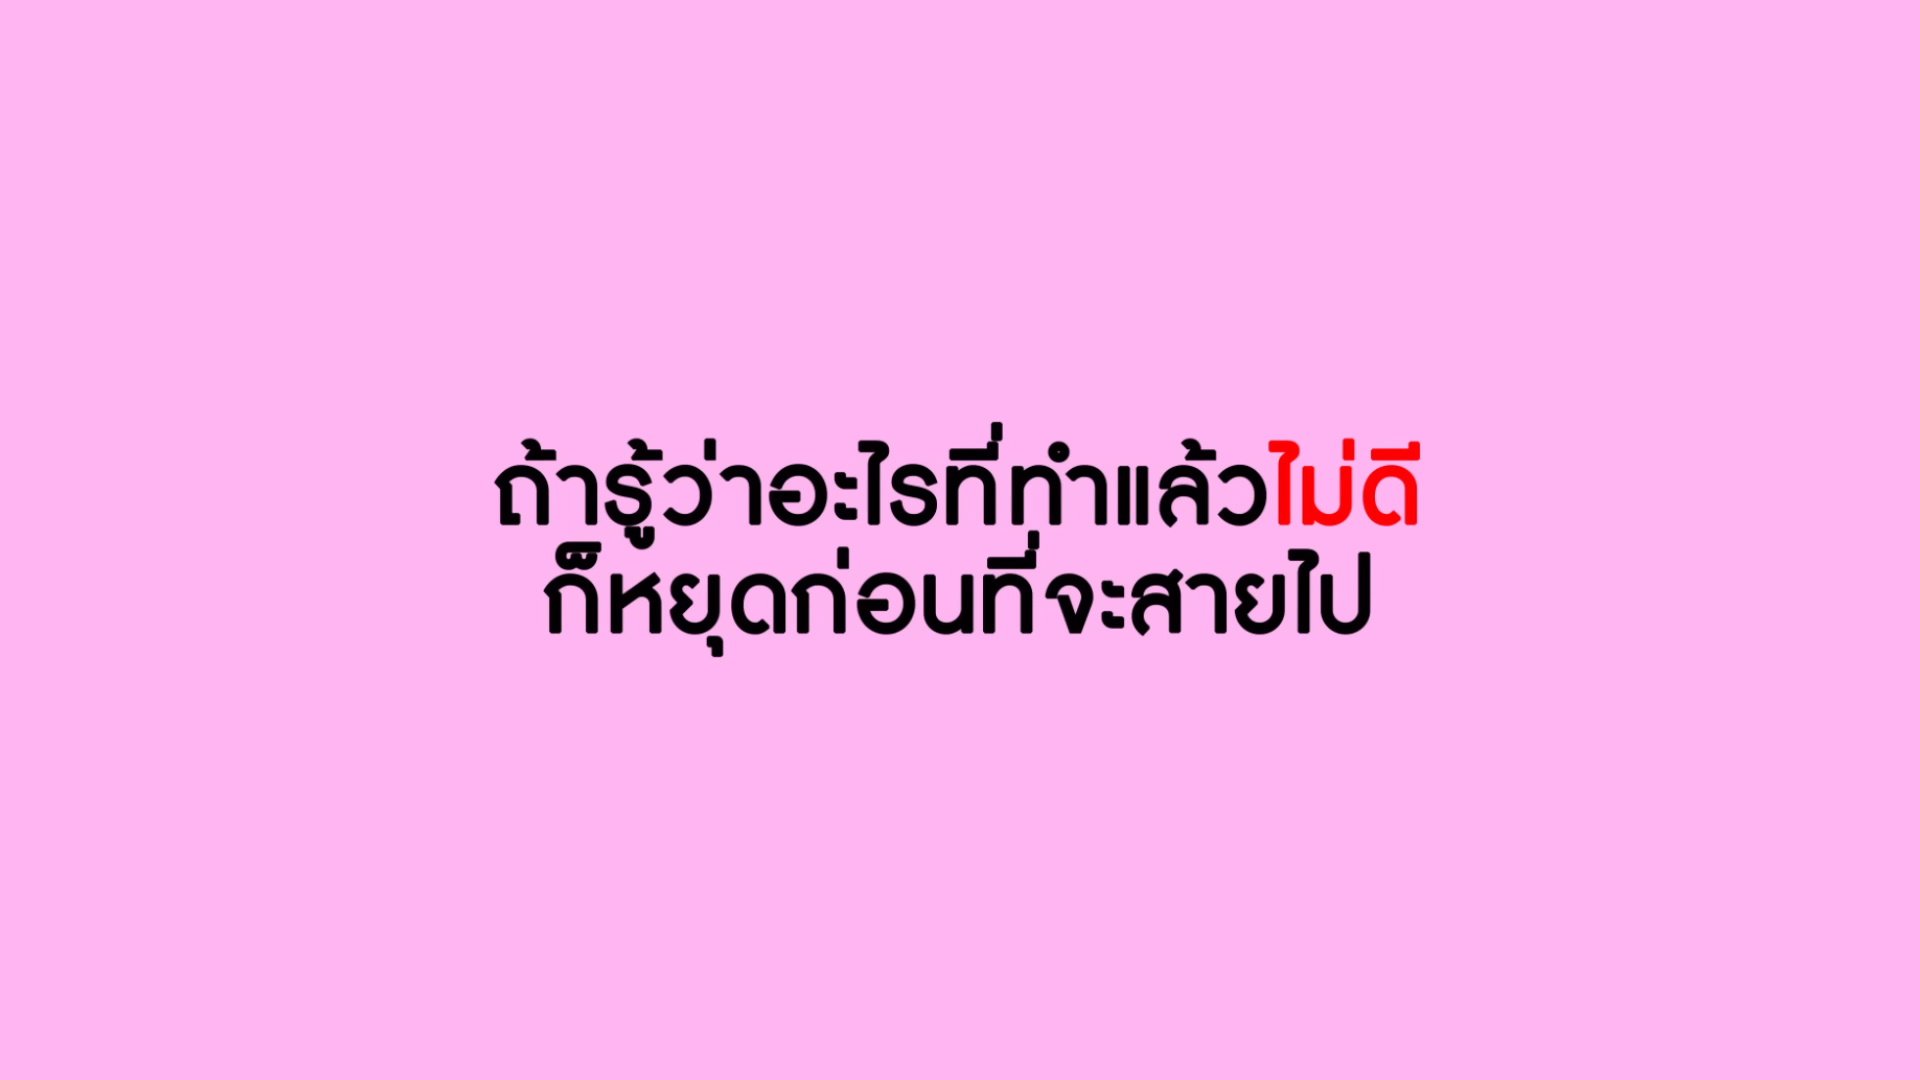 ถ้ารู้ว่าอะไรที่ทำแล้วไม่ดี
ก็หยุดก่อนที่จะสายไป